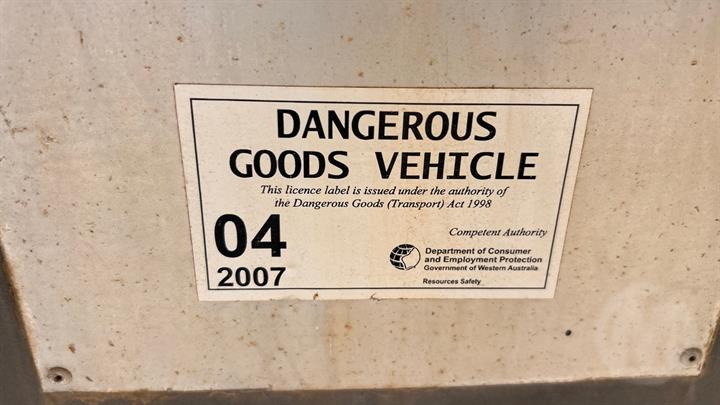 DANGEROUS
GOODS VEHICLE
This licence label is issued under the authority of
the Dangerous Goods (Transport) Act 1998
04
2007
Competent Authority
Department of Consumer
and Employment Protection
Government of Western Australia
Resources Safety